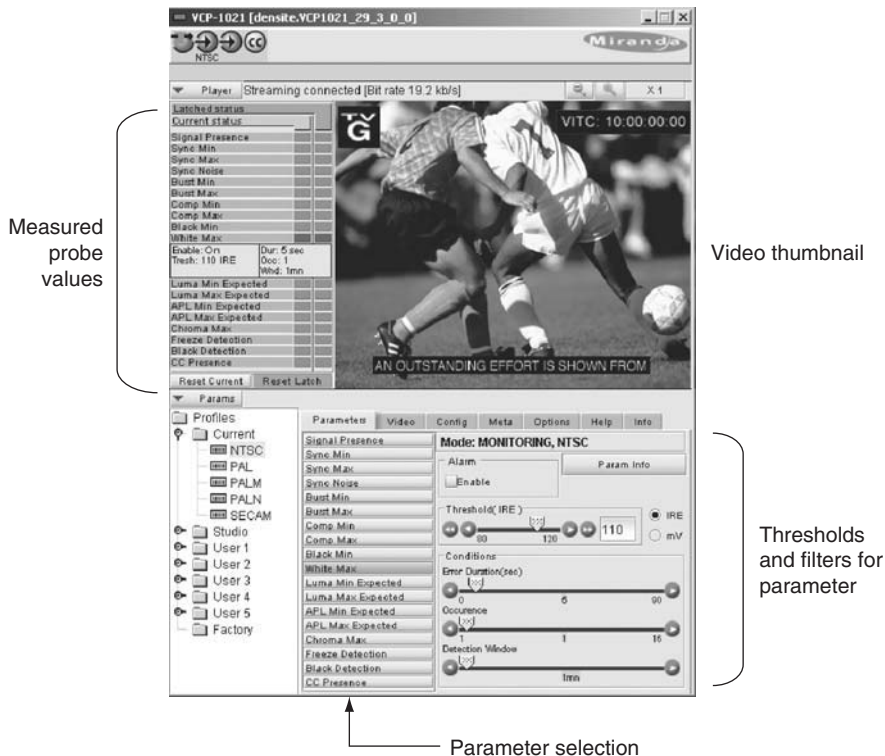 VCP-1021 [densite.VCP1021_29_3_0_0]
NTSC
CC
Miranda
Player
Streaming connected [Bit rate 19.2 kb/s]
X 1
Latched status
Current status
Signal Presence
Sync Min
Sync Max
Sync Noise
Burst Min
Burst Max
Comp Min
Comp Max
Black Min
White Max
Enable: On
Tresh: 110 IRE
Dur: 5 sec
Occ: 1
Whd: 1mn
Luma Min Expected
Luma Max Expected
APL Min Expected
APL Max Expected
Chroma Max
Freeze Detection
Black Detection
CC Presence
Reset Current
Reset Latch
TV
G
VITC: 10:00:00:00
AN OUTSTANDING EFFORT IS SHOWN FROM
Measured
probe
values
Video thumbnail
Params
Profiles
Current
NTSC
PAL
PALM
PALN
SECAM
Studio
User 1
User 2
User 3
User 4
User 5
Factory
Parameters Video Config Meta Options Help Info
Signal Presence
Sync Min
Sync Max
Sync Noise
Burst Min
Burst Max
Comp Min
Comp Max
Black Min
White Max
Luma Min Expected
Luma Max Expected
APL Min Expected
APL Max Expected
Chroma Max
Freeze Detection
Black Detection
CC Presence
Mode: MONITORING, NTSC
Alarm
Enable
Param Info
Threshold( IRE )
80 120
110
IRE
mV
Conditions
Error Duration(sec)
0 5 90
Occurence
1 1 16
Detection Window
1mn
Thresholds
and filters for
parameter
Parameter selection